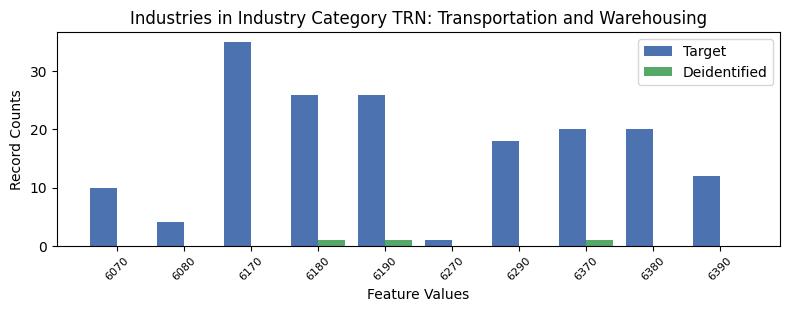 Industries in Industry Category TRN: Transportation and Warehousing
Record Counts
30
20
10
0
Target
Deidentified
6070
6080
6170
6180
6190
6270
6290
6370
6380
6390
Feature Values